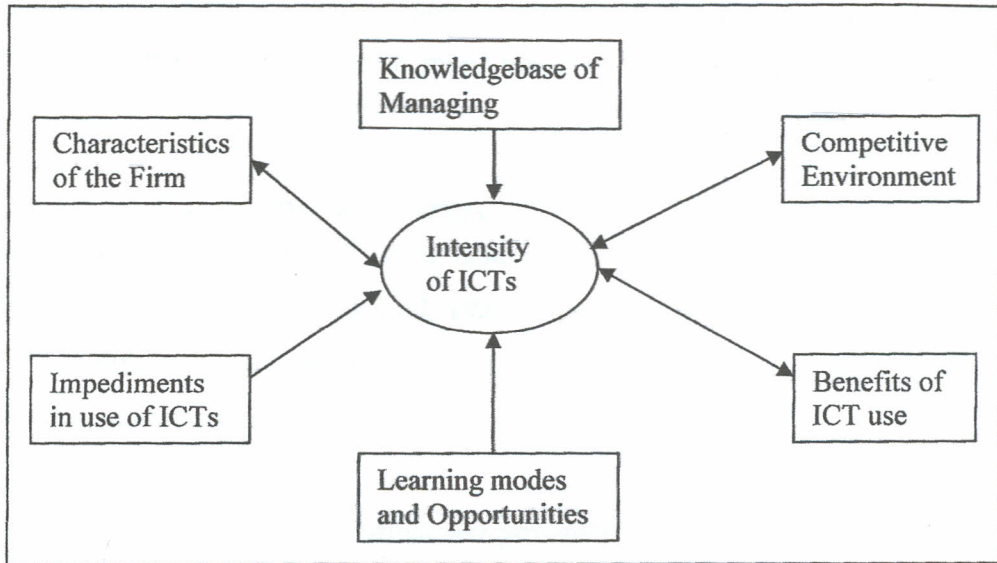 Knowledgebase of
Managing
Characteristics
of the Firm
Competitive
Environment
Intensity
of ICTs
Impediments
in use of ICTs
Benefits of
ICT use
Learning modes
and Opportunities